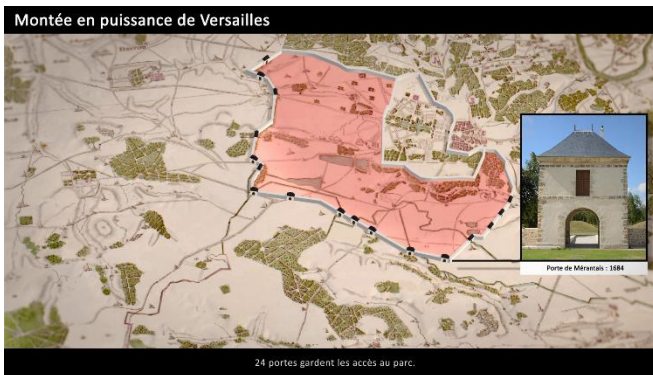 Montée en puissance de Versailles
Porte de Mérantais : 1684
24 portes gardent les accès au parc.